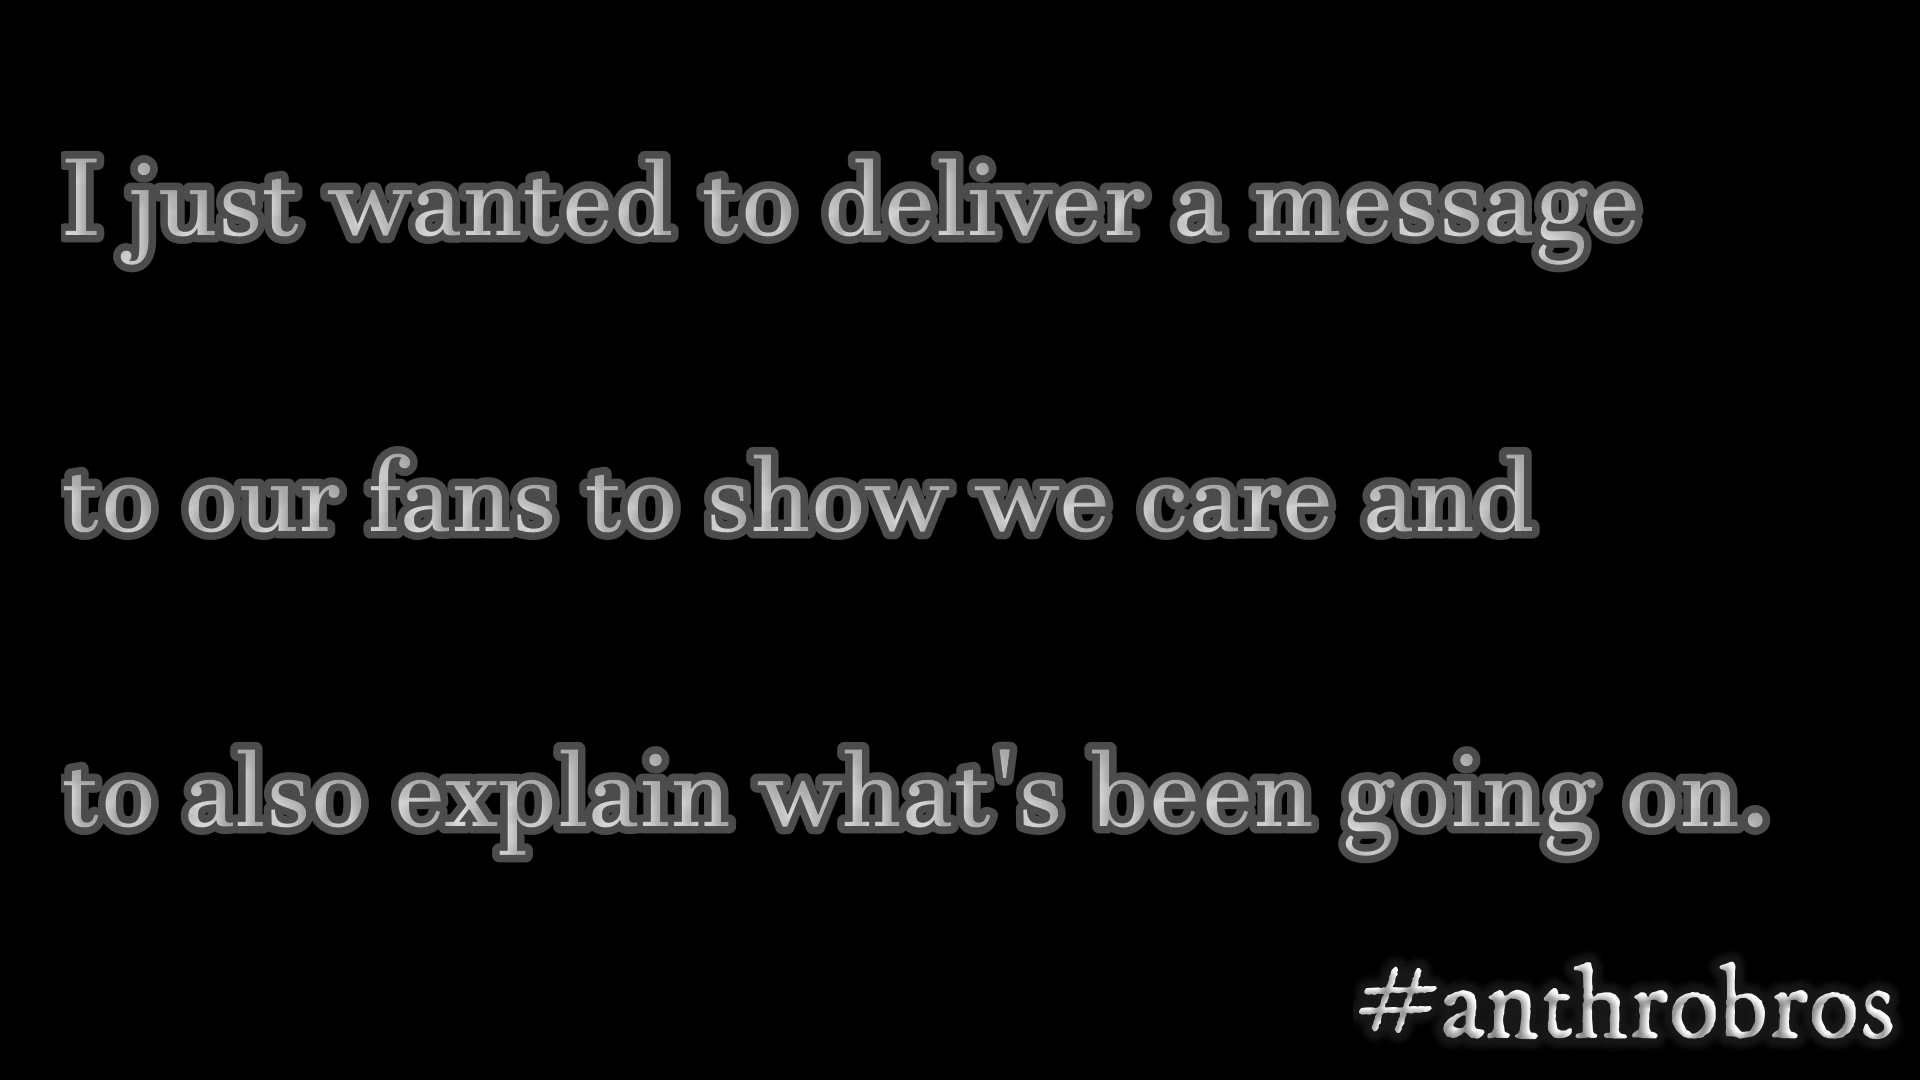 I just wanted to deliver a message
to our fans to show we care and
to also explain what's been going on.
#anthrobros